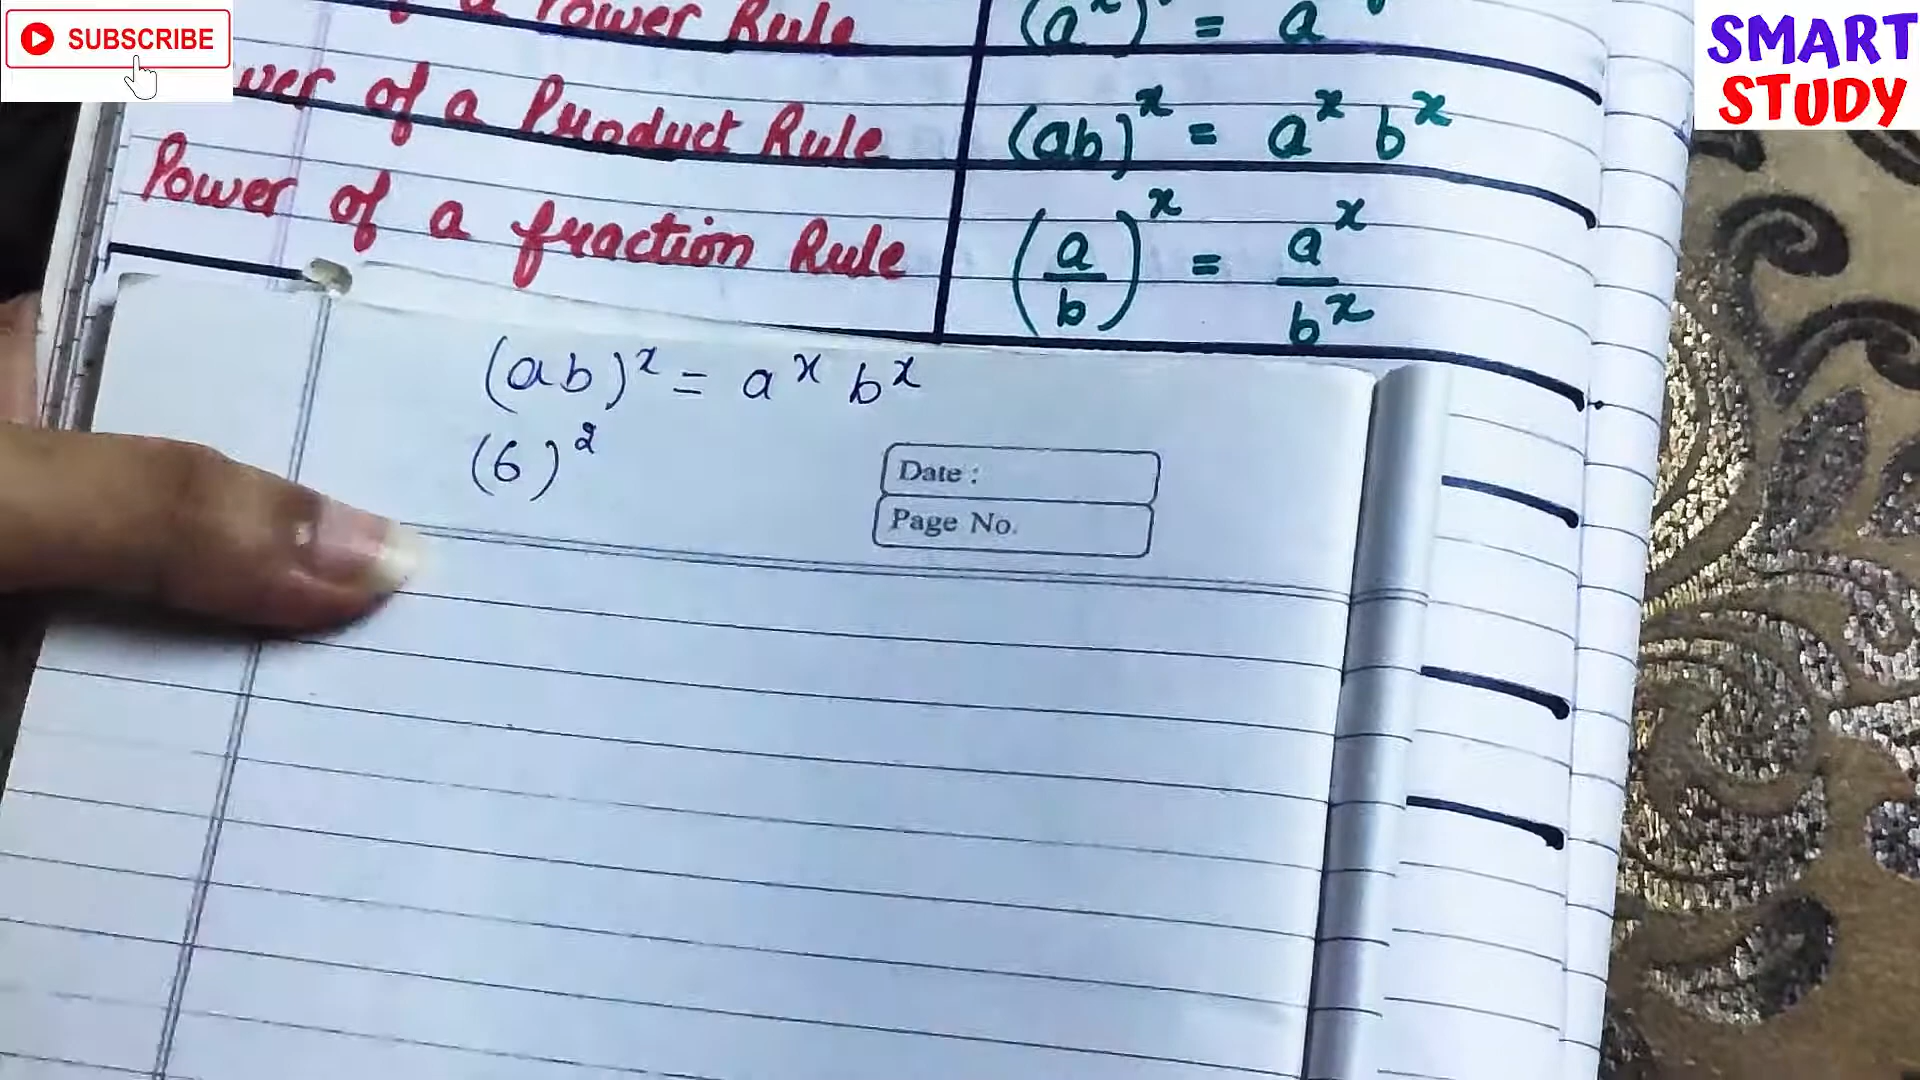 SUBSCRIBE
SMART
STUDY
Power Rule
of a Product Rule
(ab)^x = a^x b^x
Power of a fraction Rule
(a/b)^x = a^x/b^x
(ab)^x = a^x b^x
(6)^2
Date :
Page No.